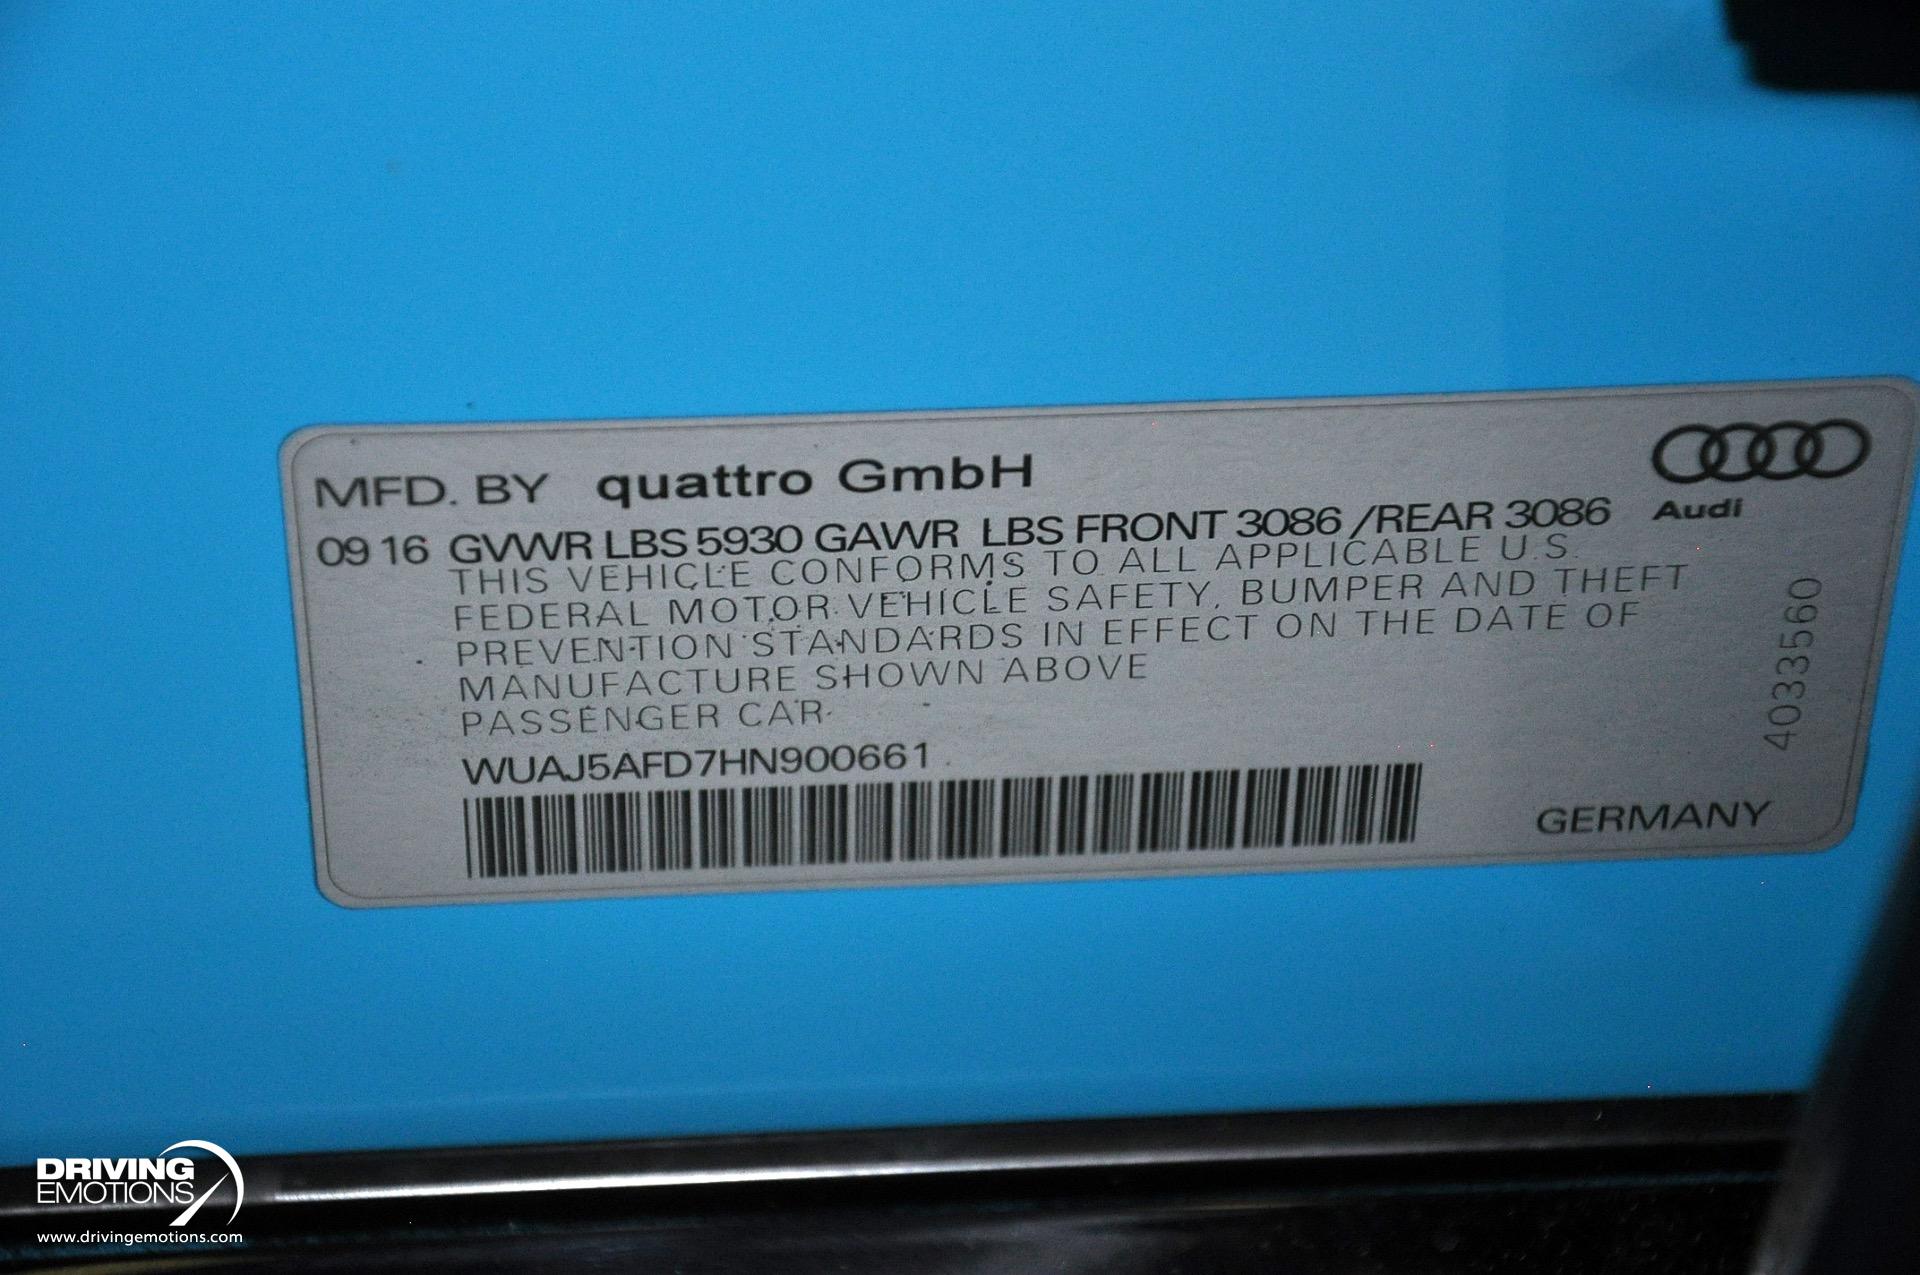 MFD. BY quattro GmbH
Audi
09 16 GVWR LBS 5930 GAWR LBS FRONT 3086 /REAR 3086
THIS VEHICLE CONFORMS TO ALL APPLICABLE U.S.
FEDERAL MOTOR VEHICLE SAFETY, BUMPER AND THEFT
PREVENTION STANDARDS IN EFFECT ON THE DATE OF
MANUFACTURE SHOWN ABOVE
PASSENGER CAR
WUAJ5AFD7HN900661
GERMANY
4033560
DRIVING
EMOTIONS
www.drivingemotions.com